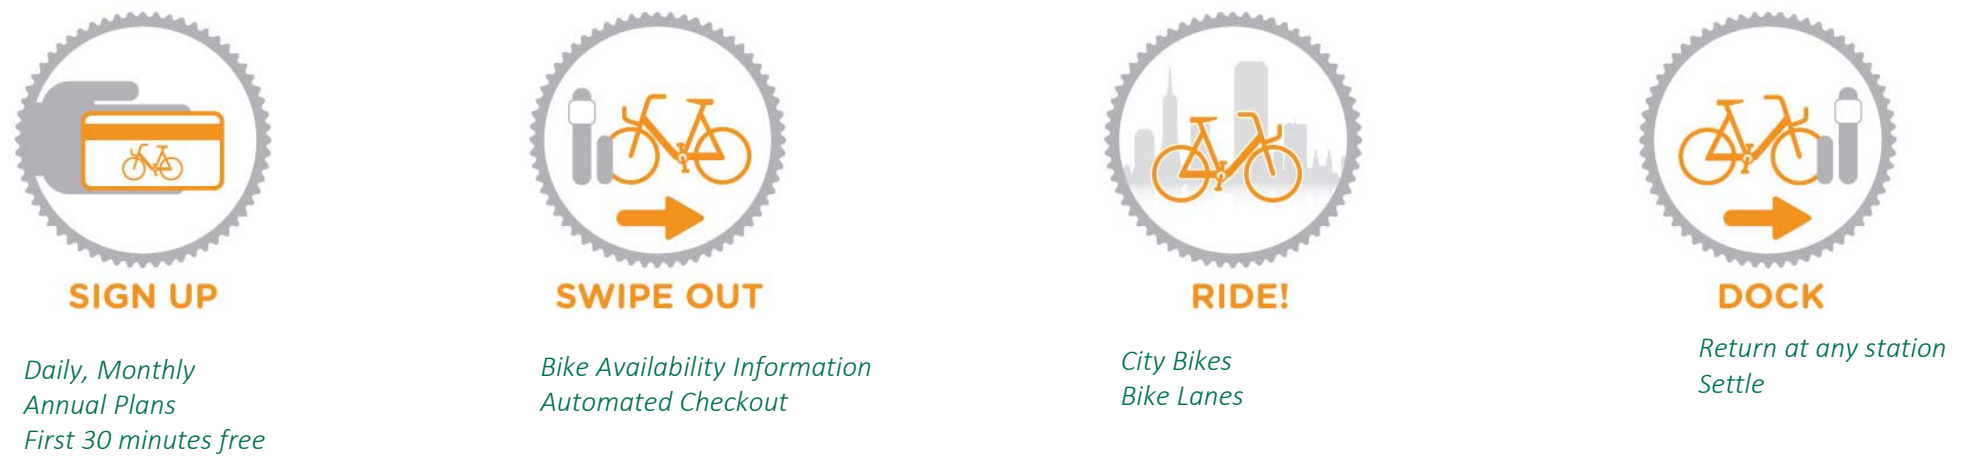 SIGN UP
Daily, Monthly
Annual Plans
First 30 minutes free
SWIPE OUT
Bike Availability Information
Automated Checkout
RIDE!
City Bikes
Bike Lanes
DOCK
Return at any station
Settle